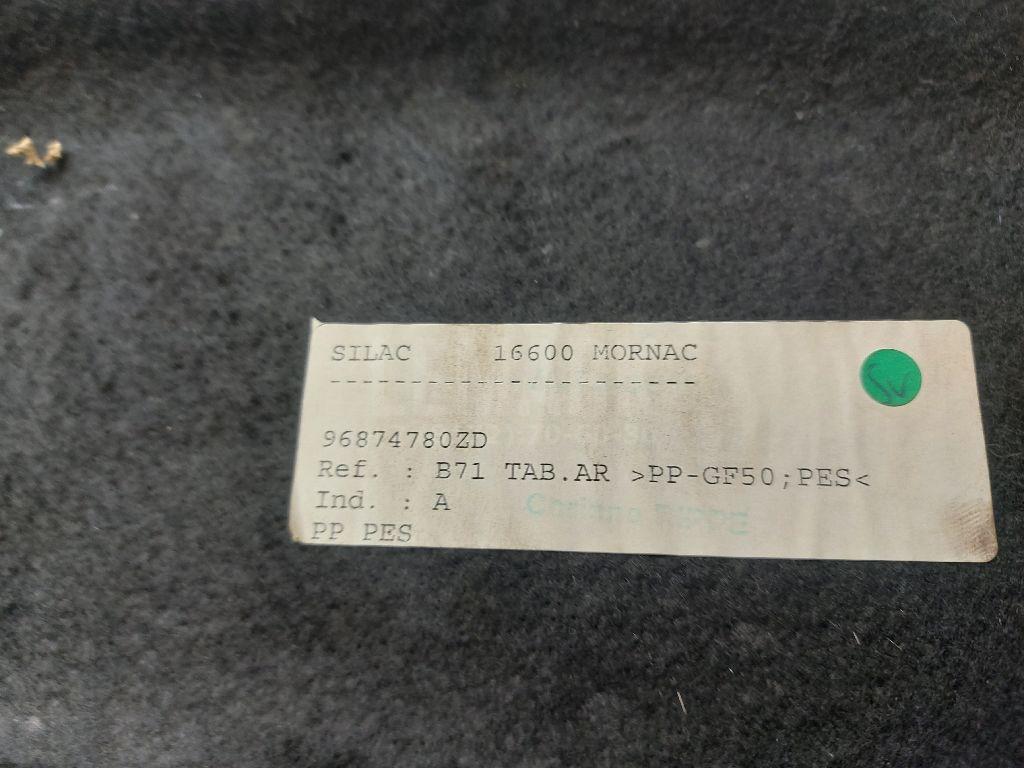 SILAC 16600 MORNAC
-----------------------
96874780ZD
Ref. : B71 TAB.AR >PP-GF50;PES<
Ind. : A
PP PES